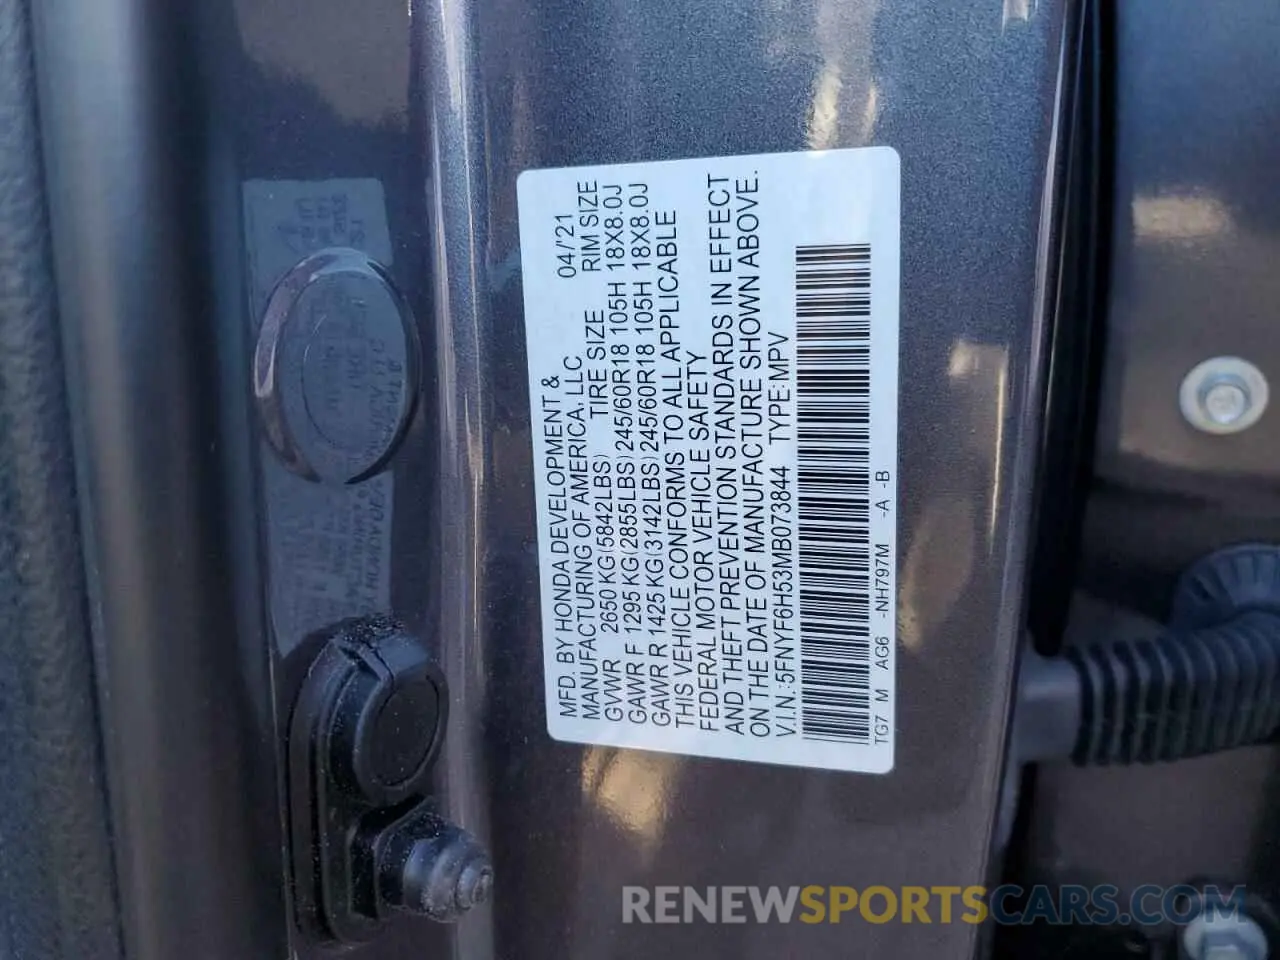 MFD. BY HONDA DEVELOPMENT &
MANUFACTURING OF AMERICA, LLC 04/'21
GVWR 2650 KG(5842LBS) TIRE SIZE RIM SIZE
GAWR F 1295 KG(2855LBS) 245/60R18 105H 18X8.0J
GAWR R 1425 KG(3142LBS) 245/60R18 105H 18X8.0J
THIS VEHICLE CONFORMS TO ALL APPLICABLE
FEDERAL MOTOR VEHICLE SAFETY
AND THEFT PREVENTION STANDARDS IN EFFECT
ON THE DATE OF MANUFACTURE SHOWN ABOVE.
V.I.N.:5FNYF6H53MB073844 TYPE:MPV
TG7 M AG6 -NH797M -A -B
RENEWSPORTSCARS.COM